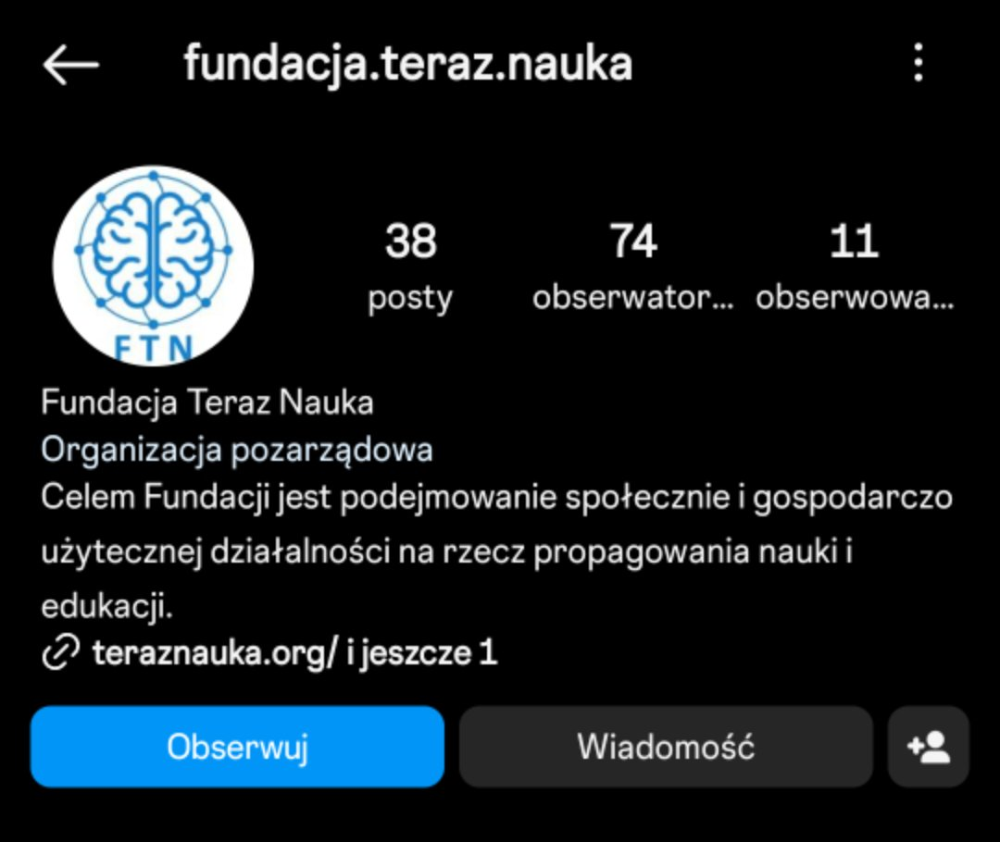 fundacja.teraz.nauka
FTN
38 74 11
posty obserwator... obserwowa...
Fundacja Teraz Nauka
Organizacja pozarządowa
Celem Fundacji jest podejmowanie społecznie i gospodarczo
użytecznej działalności na rzecz propagowania nauki i
edukacji.
teraznauka.org/ i jeszcze 1
Obserwuj Wiadomość